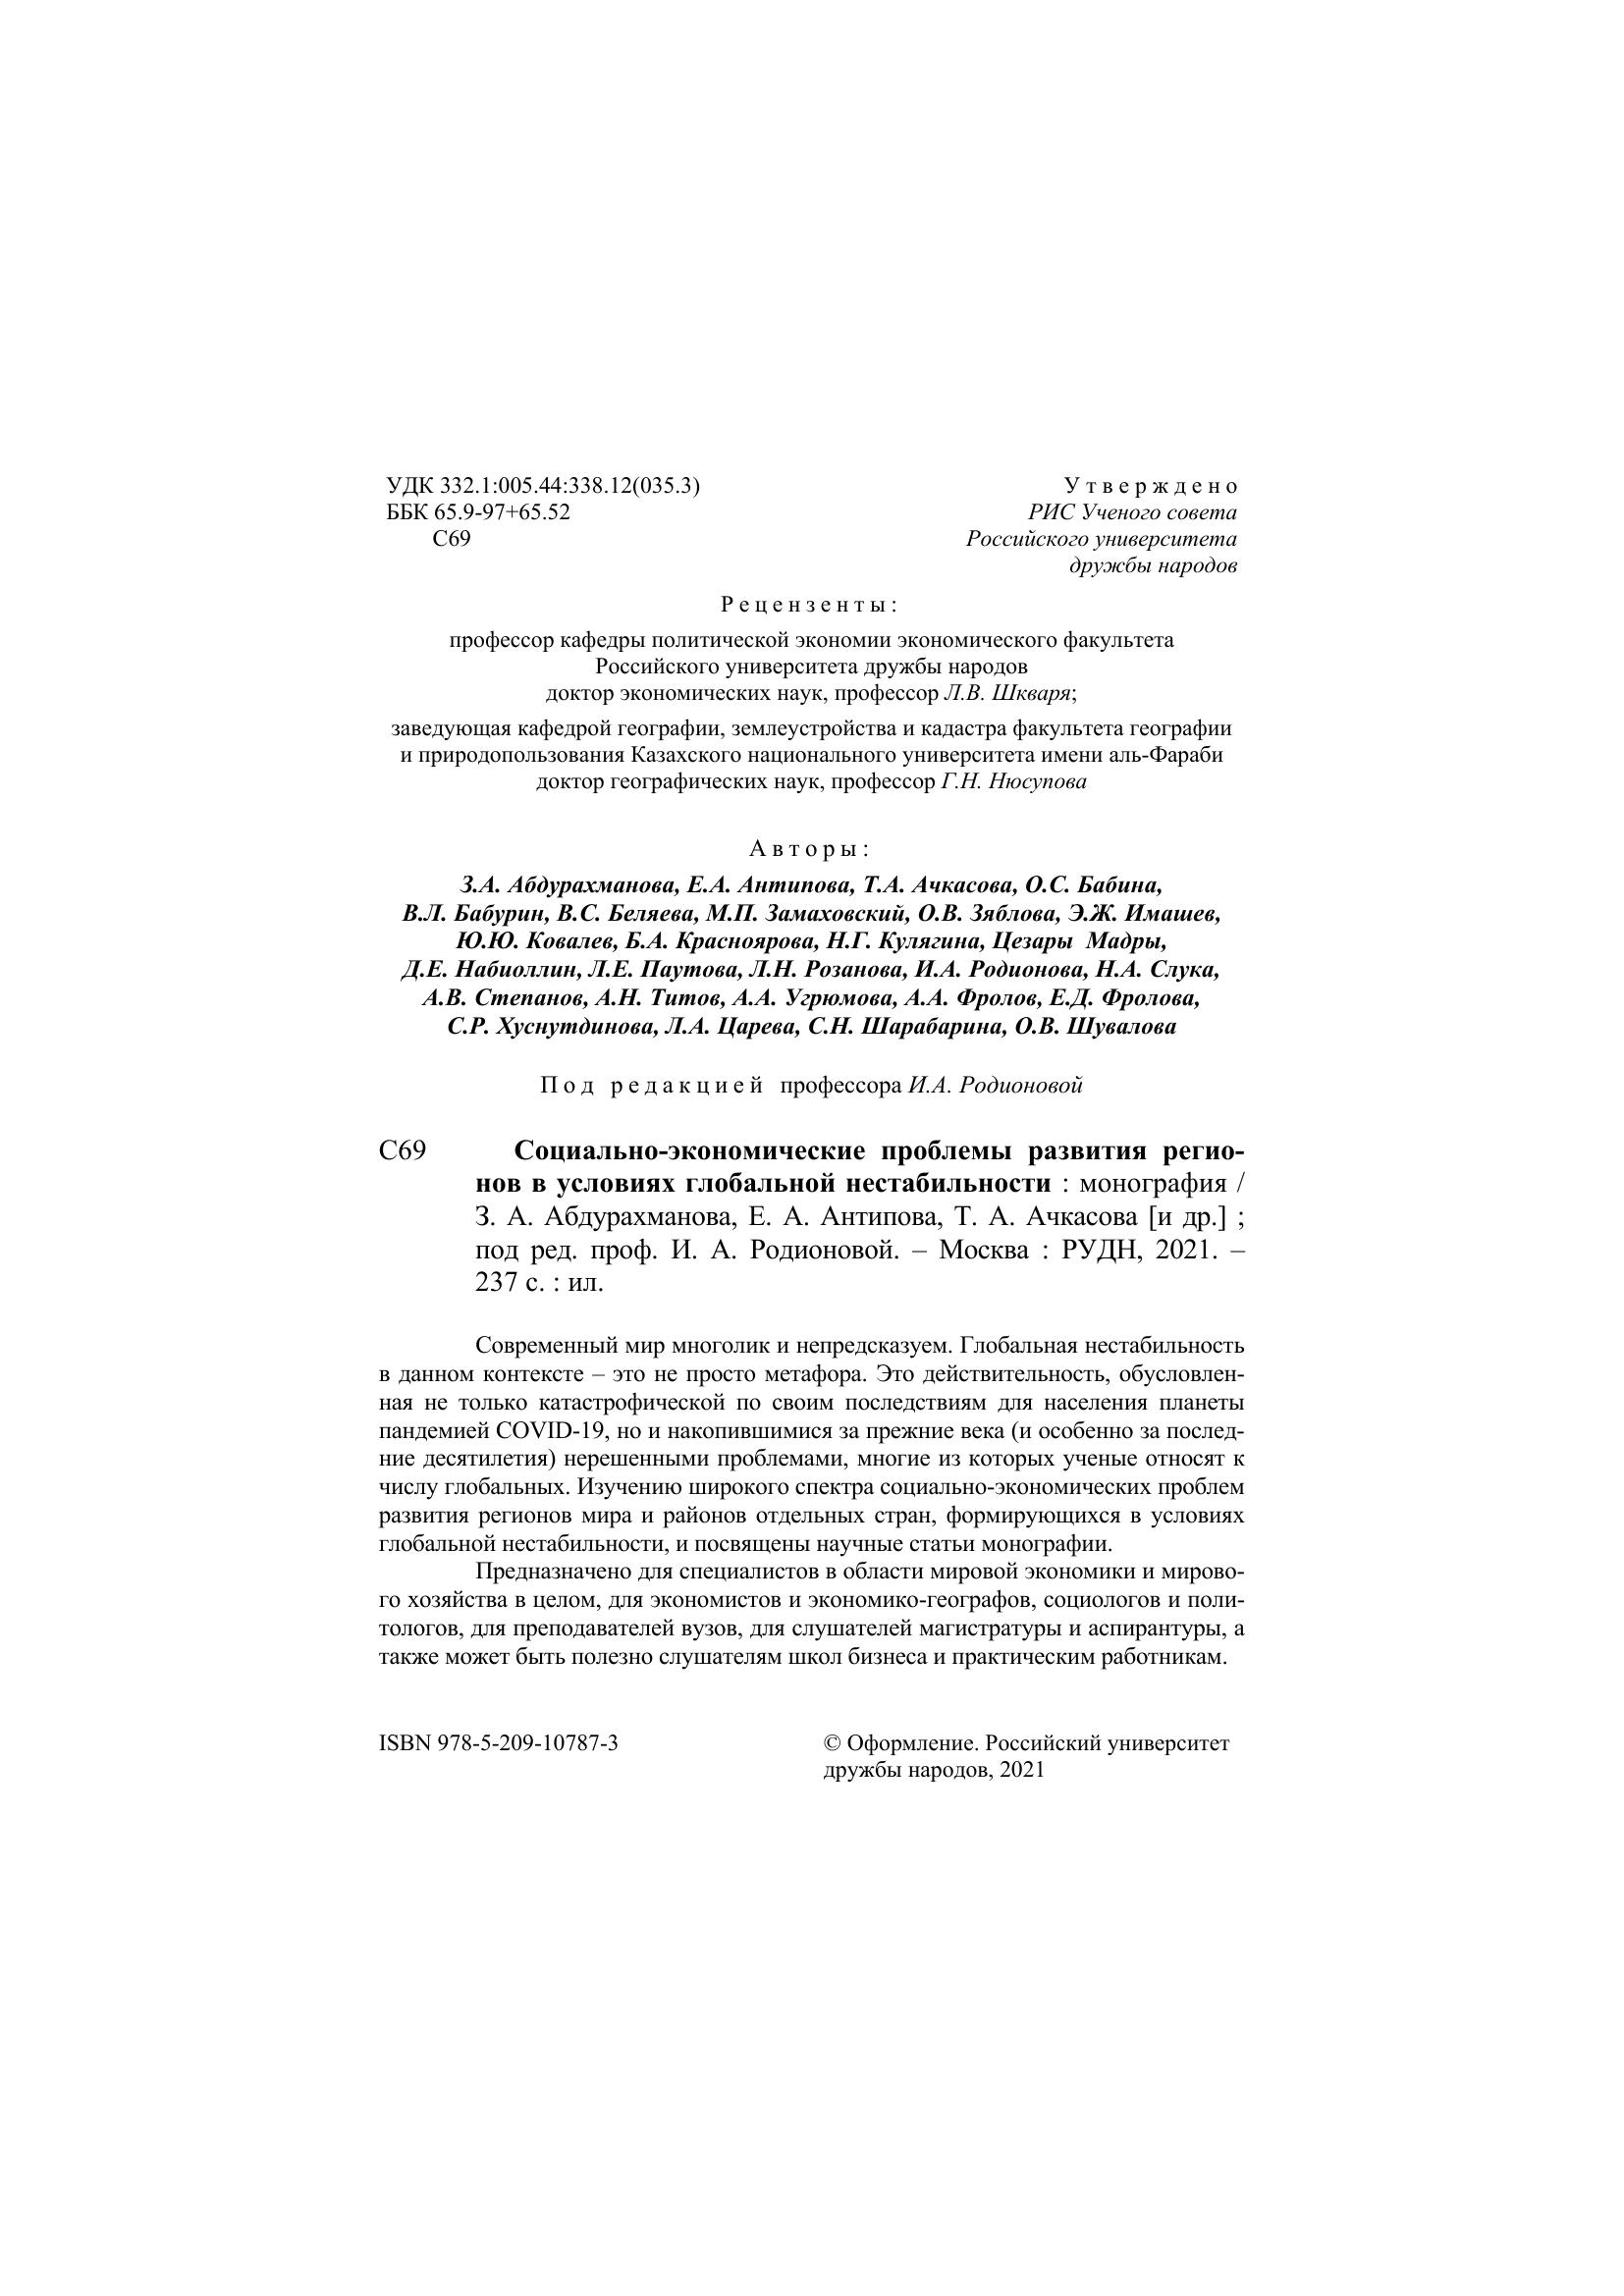 УДК 332.1:005.44:338.12(035.3)
ББК 65.9-97+65.52
С69
У т в е р ж д е н о
РИС Ученого совета
Российского университета
дружбы народов
Р е ц е н з е н т ы :
профессор кафедры политической экономии экономического факультета
Российского университета дружбы народов
доктор экономических наук, профессор Л.В. Шкваря;
заведующая кафедрой географии, землеустройства и кадастра факультета географии
и природопользования Казахского национального университета имени аль-Фараби
доктор географических наук, профессор Г.Н. Нюсупова
А в т о р ы :
З.А. Абдурахманова, Е.А. Антипова, Т.А. Ачкасова, О.С. Бабина,
В.Л. Бабурин, В.С. Беляева, М.П. Замаховский, О.В. Зяблова, Э.Ж. Имашев,
Ю.Ю. Ковалев, Б.А. Красноярова, Н.Г. Кулягина, Цезары Мадры,
Д.Е. Набиоллин, Л.Е. Паутова, Л.Н. Розанова, И.А. Родионова, Н.А. Слука,
А.В. Степанов, А.Н. Титов, А.А. Угрюмова, А.А. Фролов, Е.Д. Фролова,
С.Р. Хуснутдинова, Л.А. Царева, С.Н. Шарабарина, О.В. Шувалова
П о д  р е д а к ц и е й  профессора И.А. Родионовой
С69 Социально-экономические проблемы развития регио-
нов в условиях глобальной нестабильности : монография /
З. А. Абдурахманова, Е. А. Антипова, Т. А. Ачкасова [и др.] ;
под ред. проф. И. А. Родионовой. – Москва : РУДН, 2021. –
237 с. : ил.
Современный мир многолик и непредсказуем. Глобальная нестабильность
в данном контексте – это не просто метафора. Это действительность, обусловлен-
ная не только катастрофической по своим последствиям для населения планеты
пандемией COVID-19, но и накопившимися за прежние века (и особенно за послед-
ние десятилетия) нерешенными проблемами, многие из которых ученые относят к
числу глобальных. Изучению широкого спектра социально-экономических проблем
развития регионов мира и районов отдельных стран, формирующихся в условиях
глобальной нестабильности, и посвящены научные статьи монографии.
Предназначено для специалистов в области мировой экономики и мирово-
го хозяйства в целом, для экономистов и экономико-географов, социологов и поли-
тологов, для преподавателей вузов, для слушателей магистратуры и аспирантуры, а
также может быть полезно слушателям школ бизнеса и практическим работникам.
ISBN 978-5-209-10787-3
© Оформление. Российский университет
дружбы народов, 2021